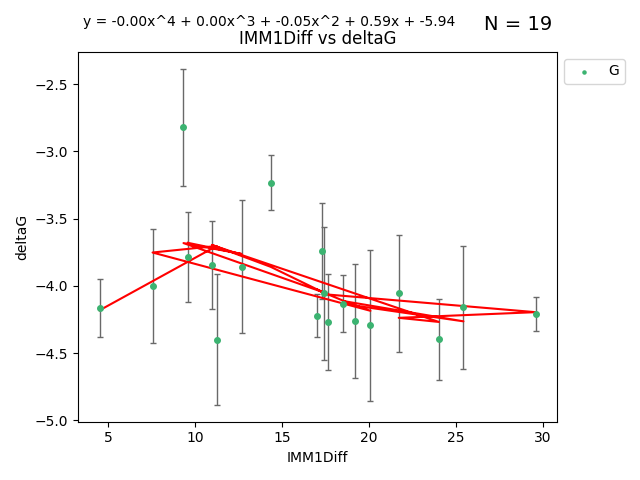 y = -0.00x^4 + 0.00x^3 + -0.05x^2 + 0.59x + -5.94
N = 19
IMM1Diff vs deltaG
G
−2.5
−3.0
−3.5
−4.0
−4.5
−5.0
deltaG
5 10 15 20 25 30
IMM1Diff